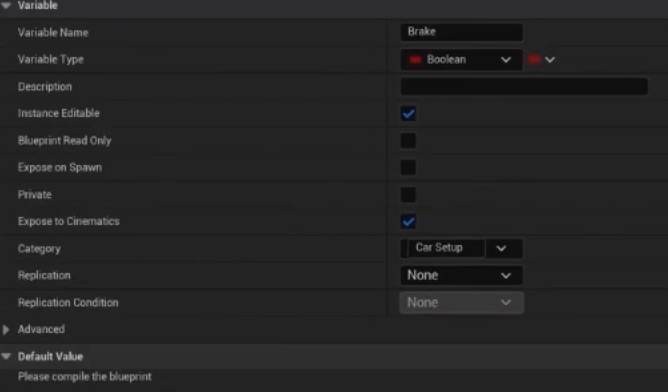 Variable
Variable Name Brake
Variable Type Boolean
Description
Instance Editable
Blueprint Read Only
Expose on Spawn
Private
Expose to Cinematics
Category Car Setup
Replication None
Replication Condition None
Advanced
Default Value
Please compile the blueprint